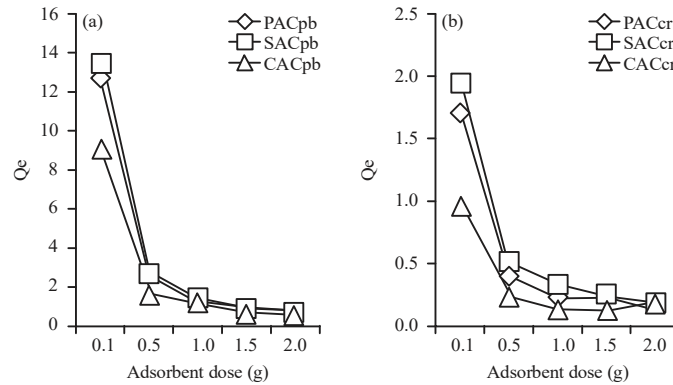 (a)
PACpb
SACpb
CACpb
16
14
12
10
8
6
4
2
0
Qe
0.1 0.5 1.0 1.5 2.0
Adsorbent dose (g)
(b)
PACcr
SACcr
CACcr
2.5
2.0
1.5
1.0
0.5
0.0
Qe
0.1 0.5 1.0 1.5 2.0
Adsorbent dose (g)